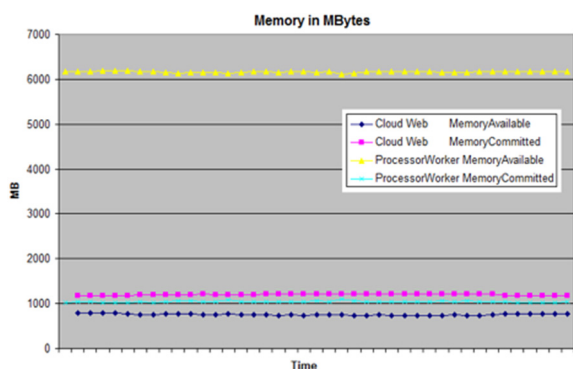 Memory in MBytes
7000
6000
5000
4000
3000
2000
1000
0
MB
Cloud Web MemoryAvailable
Cloud Web MemoryCommitted
ProcessorWorker MemoryAvailable
ProcessorWorker MemoryCommitted
Time